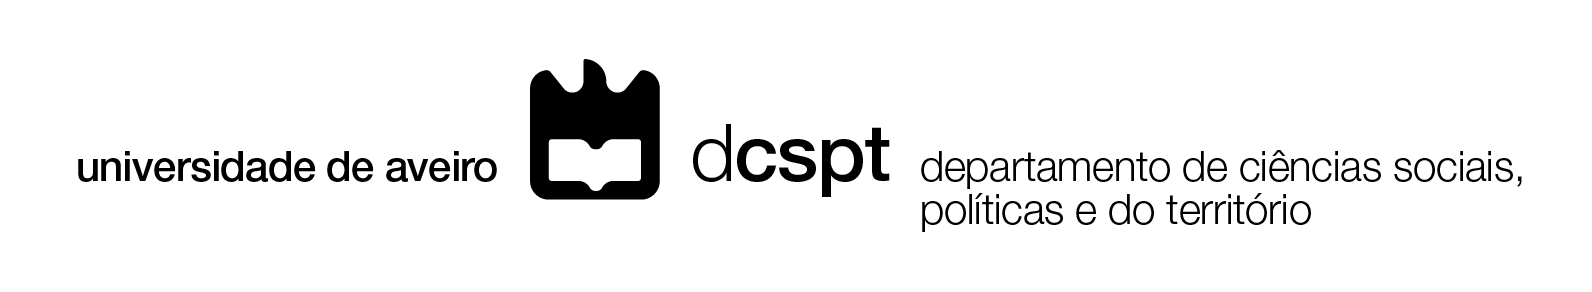 universidade de aveiro
dcspt
departamento de ciências sociais,
políticas e do território